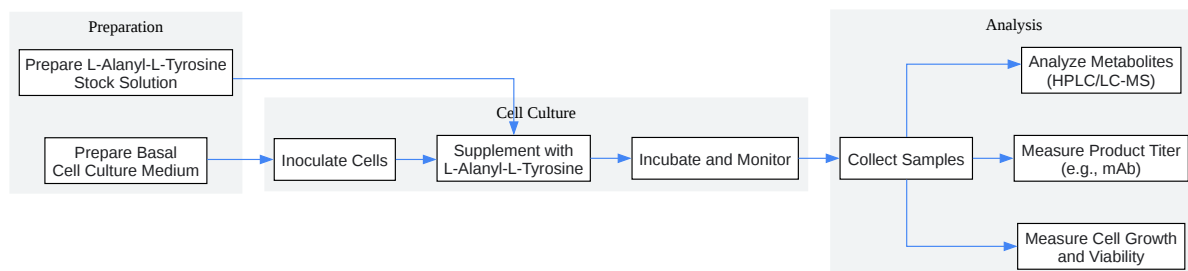 Preparation
Prepare L-Alanyl-L-Tyrosine
Stock Solution
Prepare Basal
Cell Culture Medium
Cell Culture
Inoculate Cells
Supplement with
L-Alanyl-L-Tyrosine
Incubate and Monitor
Analysis
Collect Samples
Analyze Metabolites
(HPLC/LC-MS)
Measure Product Titer
(e.g., mAb)
Measure Cell Growth
and Viability